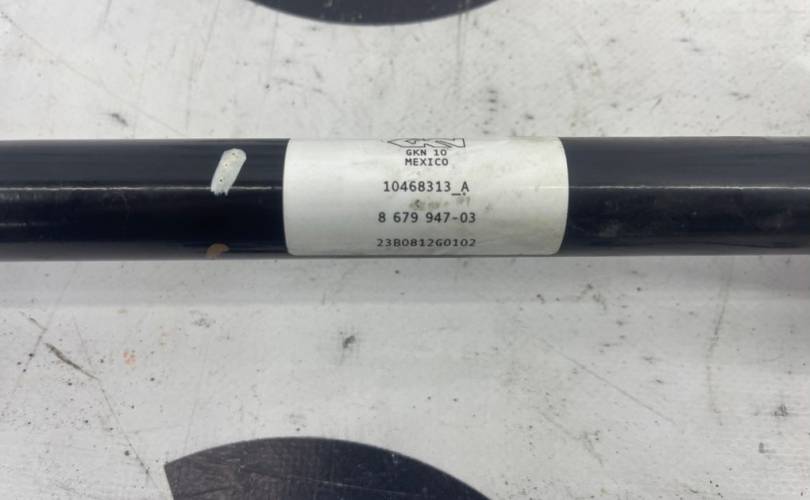 GKN 10
MEXICO
10468313_A
8 679 947-03
23B0812G0102